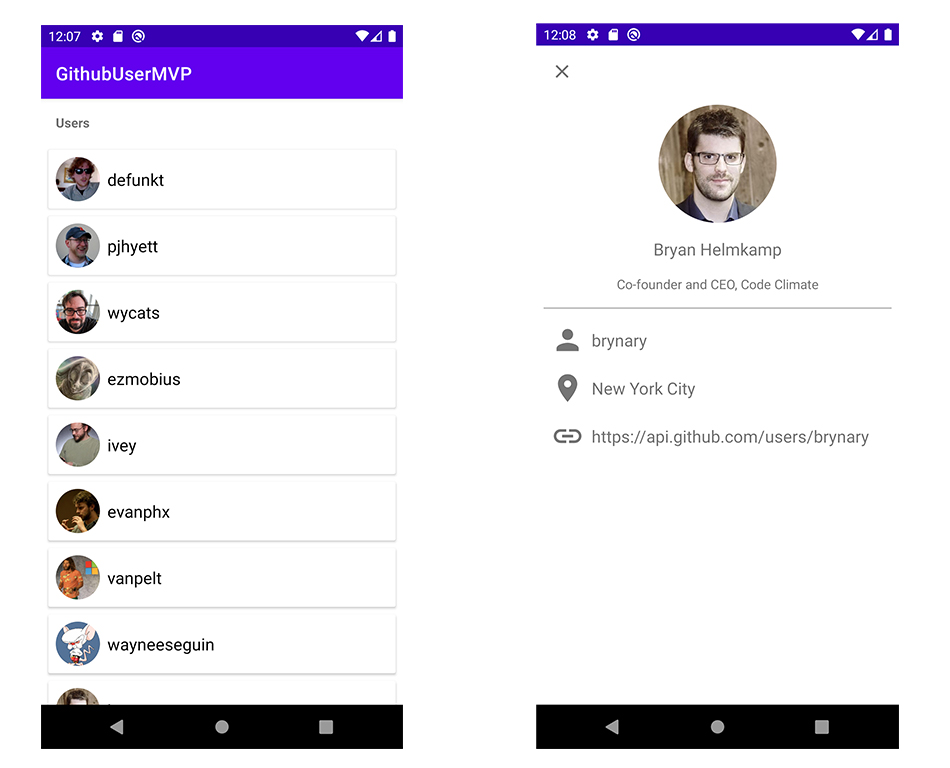 12:07
GithubUserMVP
Users
defunkt
pjhyett
wycats
ezmobius
ivey
evanphx
vanpelt
wayneeseguin
12:08
Bryan Helmkamp
Co-founder and CEO, Code Climate
brynary
New York City
https://api.github.com/users/brynary